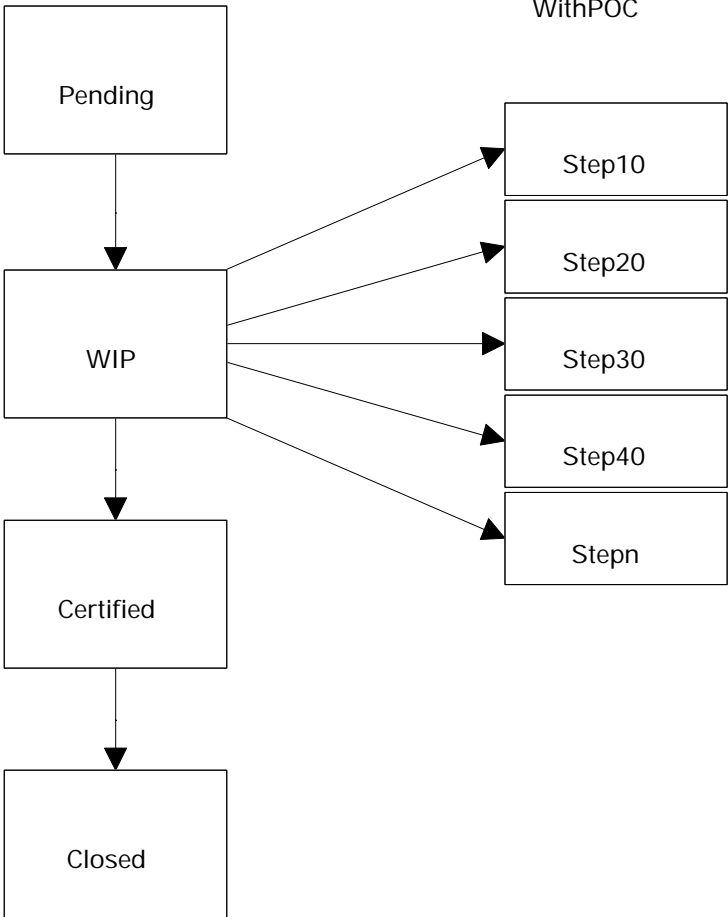 WithPOC
Pending
Step10
Step20
WIP
Step30
Step40
Stepn
Certified
Closed